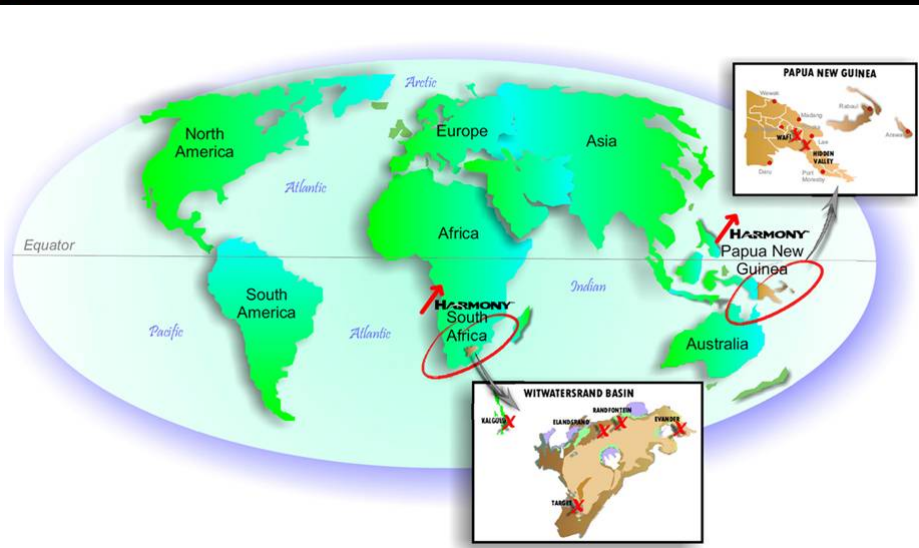 Arctic
North
America
Europe
Asia
Atlantic
Africa
Equator
South
America
Pacific
Atlantic
Indian
HARMONY
South
Africa
HARMONY
Papua New
Guinea
Australia
PAPUA NEW GUINEA
Wewak
Madang
Rabaul
WAFI
Lae
HIDDEN
VALLEY
Daru
Port
Moresby
WITWATERSRAND BASIN
RANDFONTEIN
ELANDSRAND
EVANDER
TARGET